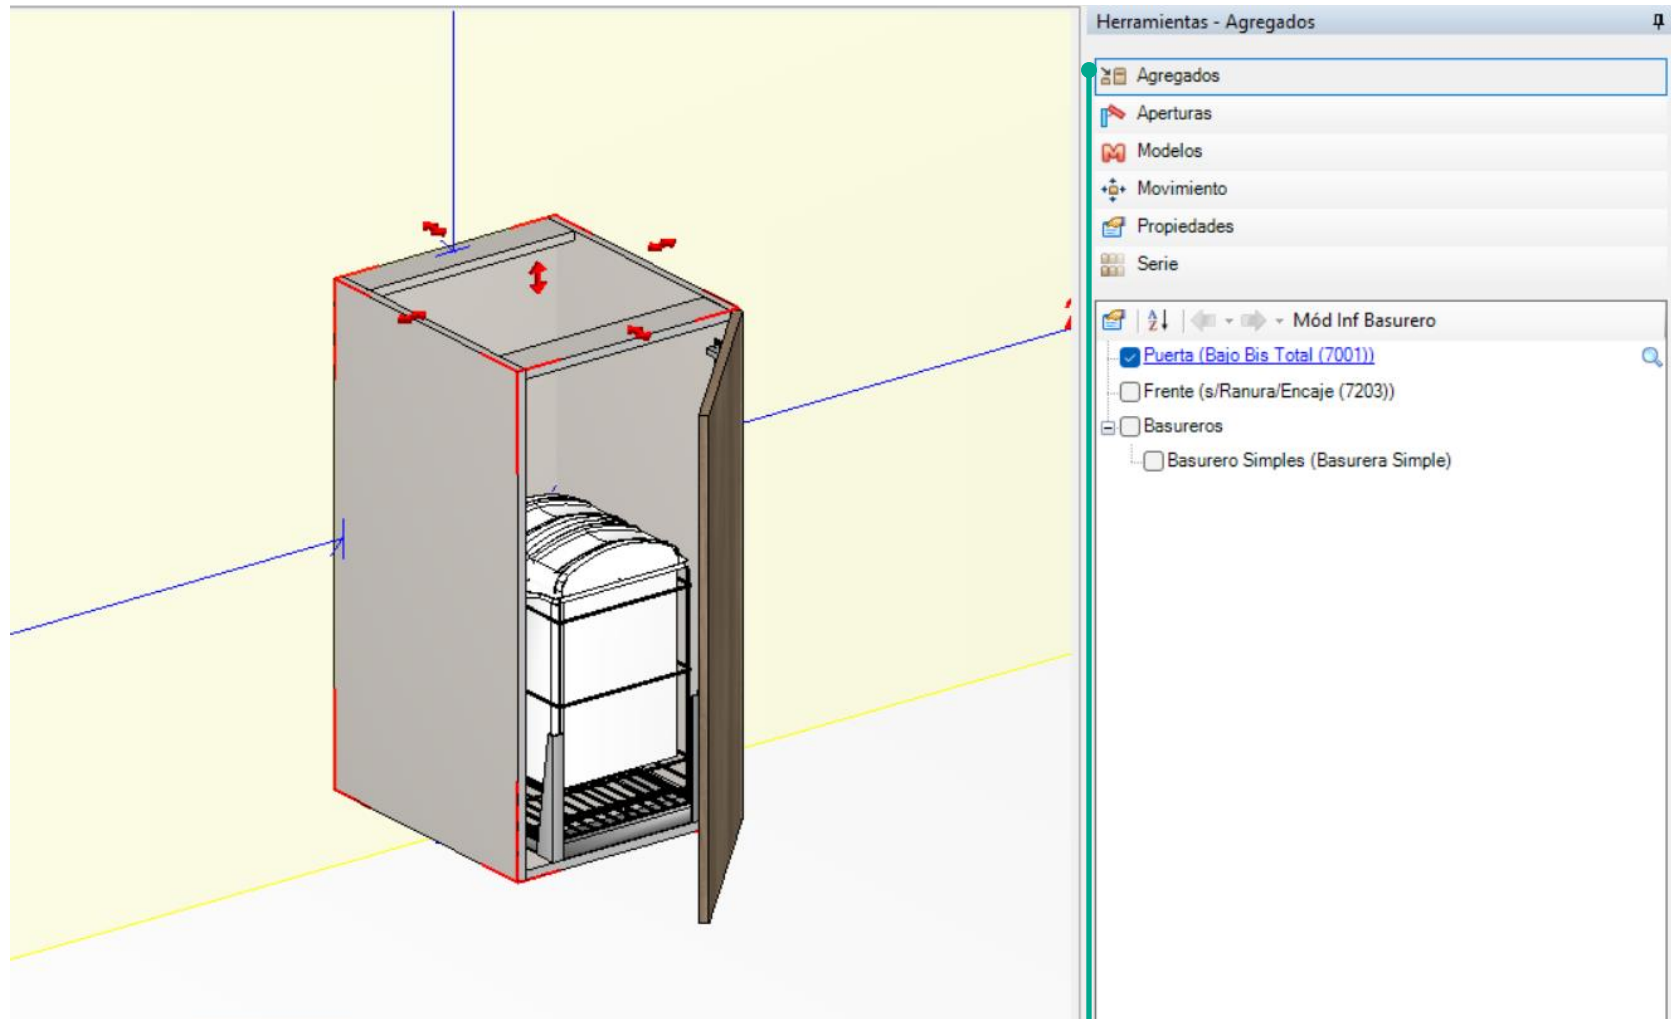 Herramientas - Agregados
Agregados
Aperturas
Modelos
Movimiento
Propiedades
Serie
Mód Inf Basurero
Puerta (Bajo Bis Total (7001))
Frente (s/Ranura/Encaje (7203))
Basureros
Basurero Simples (Basurera Simple)